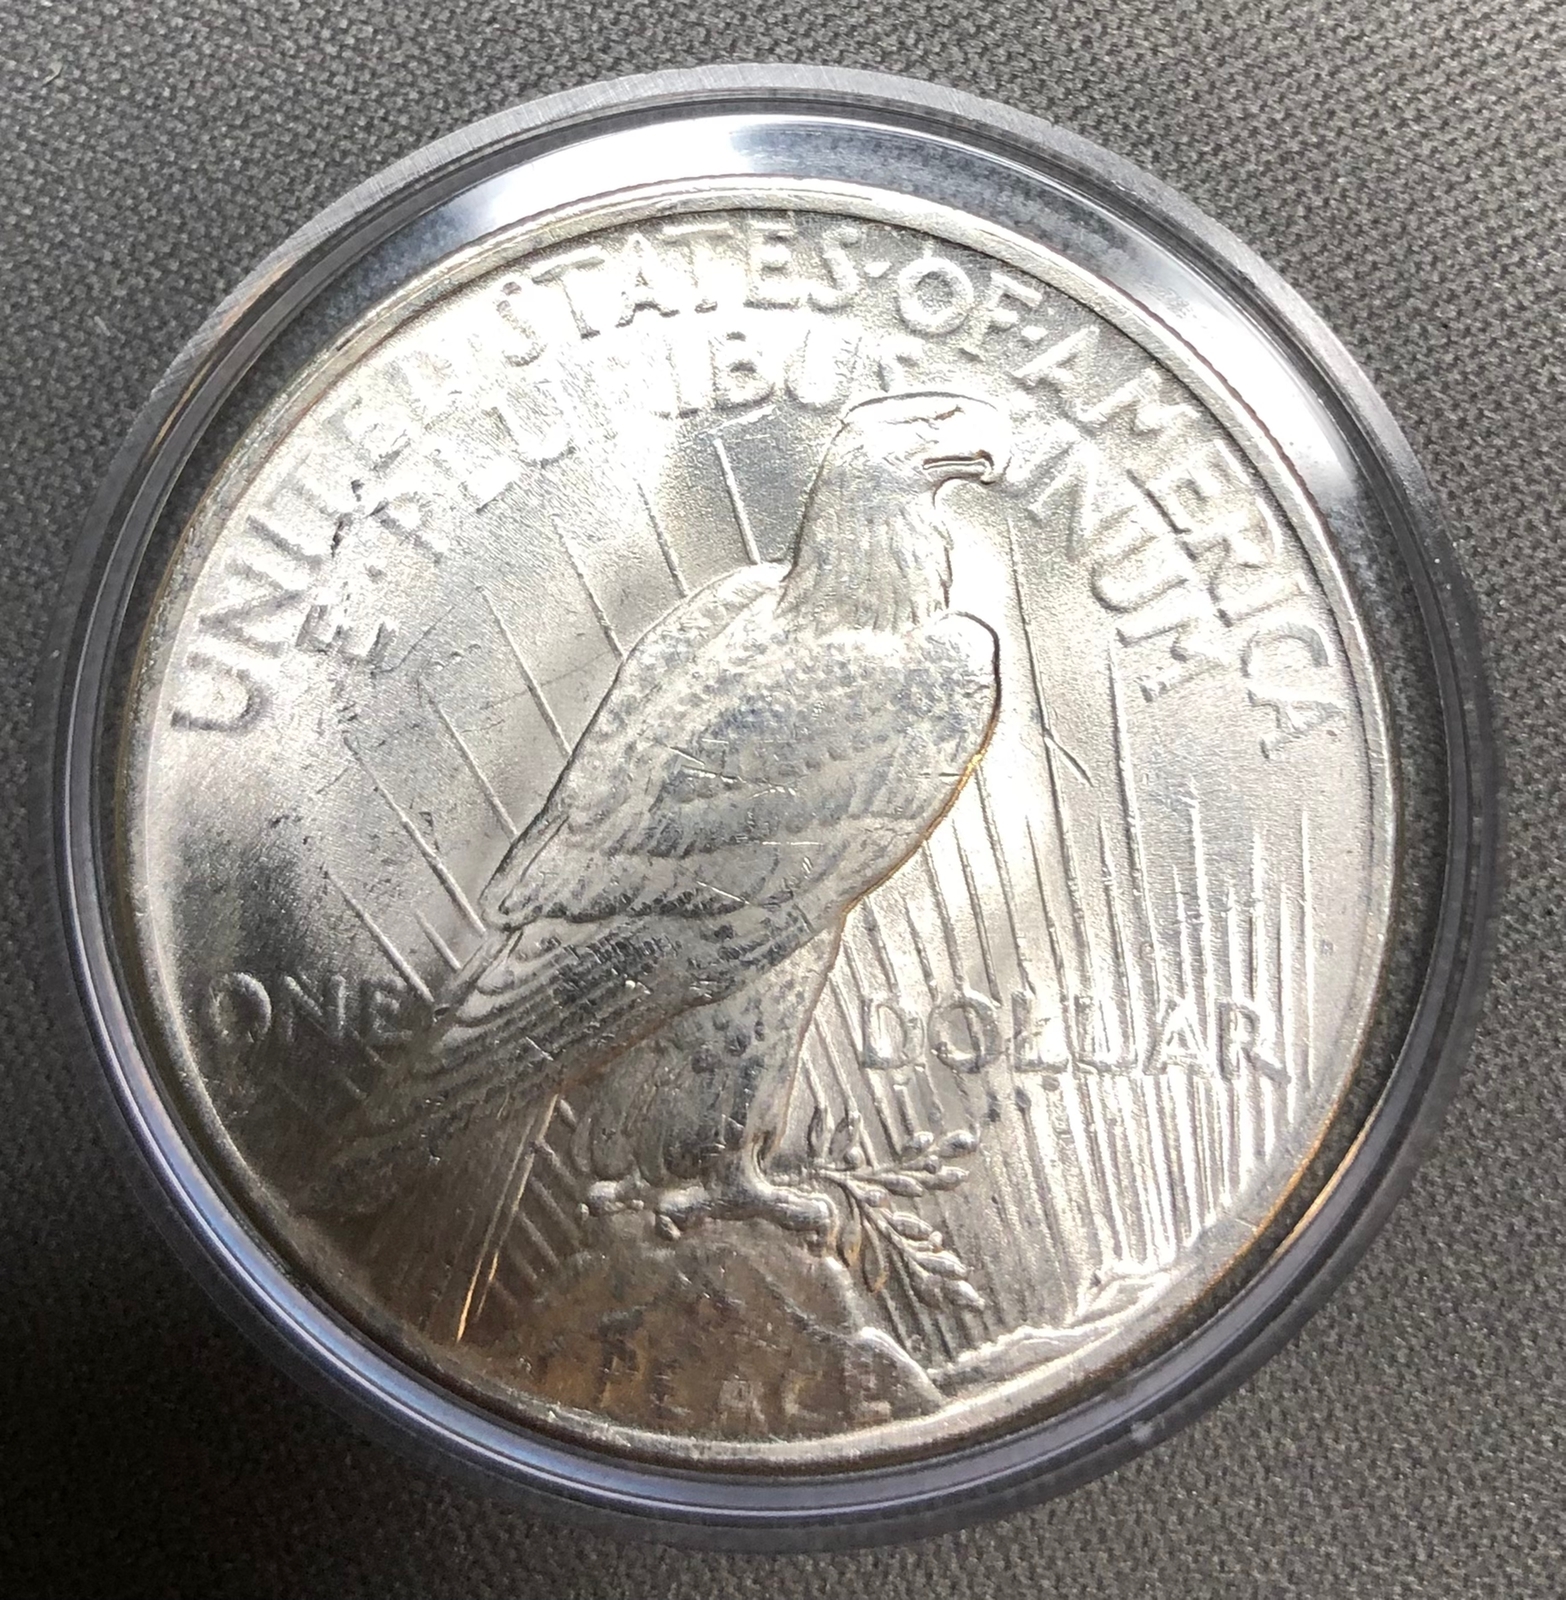 UNITED·STATES·OF·AMERICA
E·PLURIBUS UNUM
ONE DOLLAR
PEACE